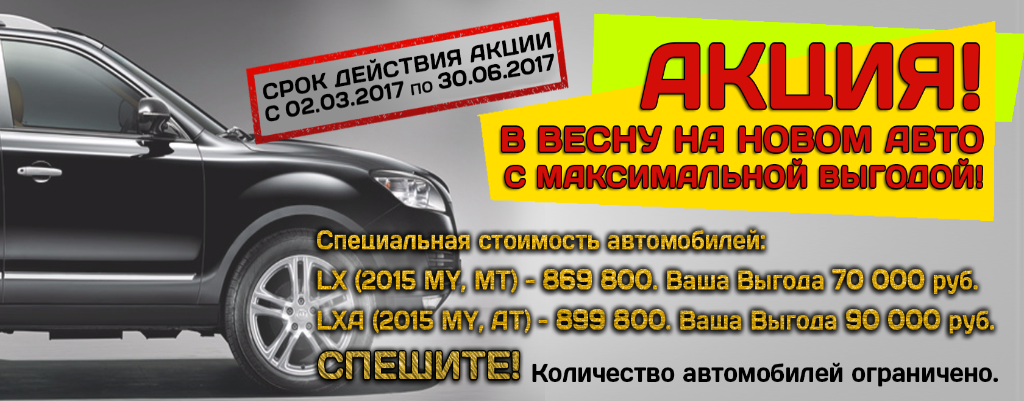 СРОК ДЕЙСТВИЯ АКЦИИ
С 02.03.2017 по 30.06.2017
АКЦИЯ!
В ВЕСНУ НА НОВОМ АВТО
С МАКСИМАЛЬНОЙ ВЫГОДОЙ!
Специальная стоимость автомобилей:
LX (2015 MY, MT) - 869 800. Ваша Выгода 70 000 руб.
LXA (2015 MY, AT) - 899 800. Ваша Выгода 90 000 руб.
СПЕШИТЕ! Количество автомобилей ограничено.